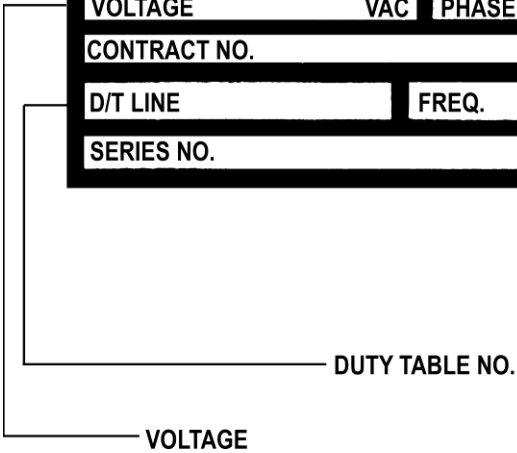 VOLTAGE VAC PHASE
CONTRACT NO.
D/T LINE FREQ.
SERIES NO.
DUTY TABLE NO.
VOLTAGE